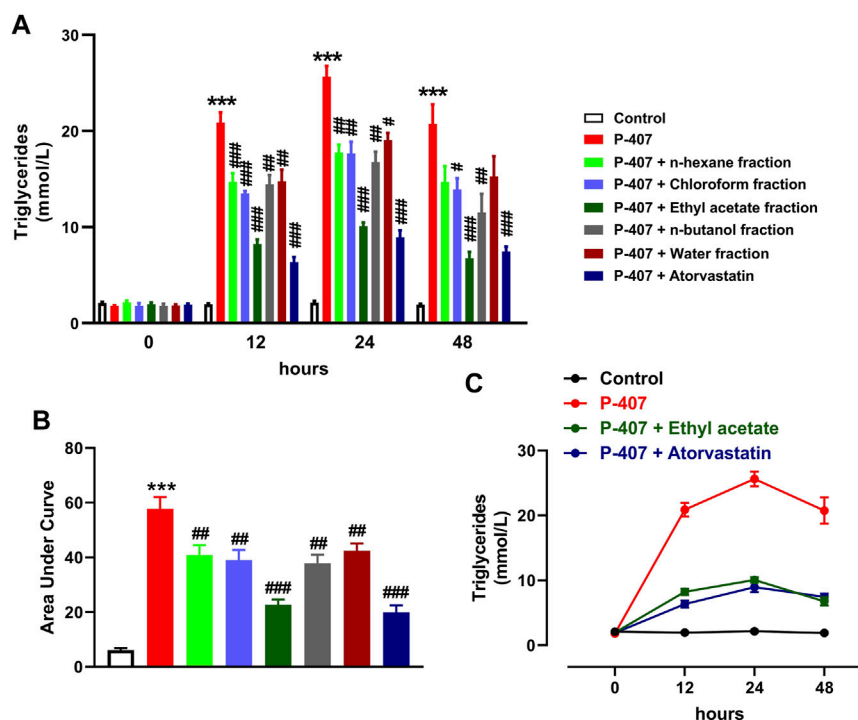 A
Triglycerides
(mmol/L)
30
20
10
0
***
###
###
###
##
##
###
***
##
##
##
##
###
##
#
###
***
#
###
##
###
0
12
24
48
hours
Control
P-407
P-407 + n-hexane fraction
P-407 + Chloroform fraction
P-407 + Ethyl acetate fraction
P-407 + n-butanol fraction
P-407 + Water fraction
P-407 + Atorvastatin
B
Area Under Curve
80
60
40
20
0
***
##
##
###
##
##
###
C
Control
P-407
P-407 + Ethyl acetate
P-407 + Atorvastatin
Triglycerides
(mmol/L)
30
20
10
0
0
12
24
48
hours